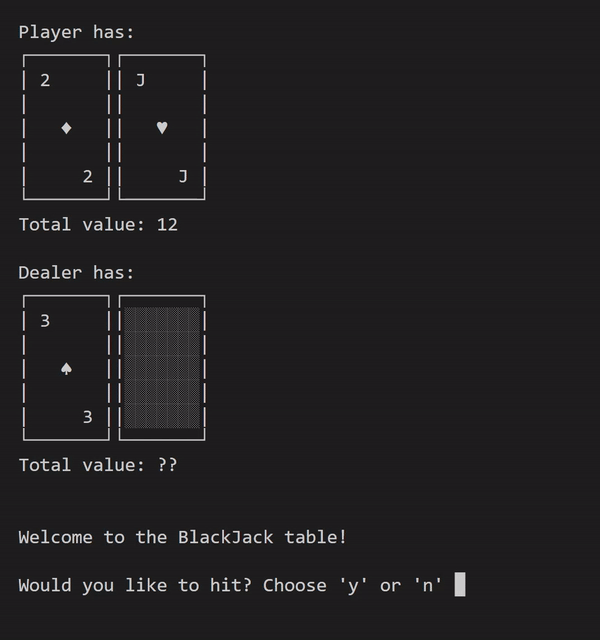 Player has:
2 J
♦ ♥
2 J
Total value: 12
Dealer has:
3
♠
3
Total value: ??
Welcome to the BlackJack table!
Would you like to hit? Choose 'y' or 'n'